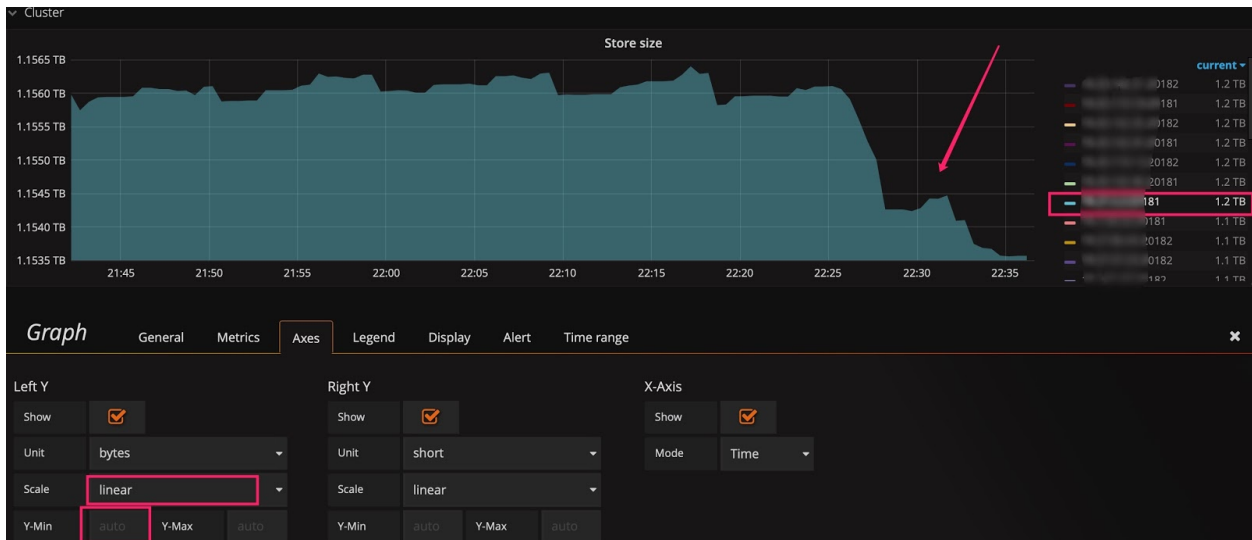 Cluster
Store size
1.1565 TB
1.1560 TB
1.1555 TB
1.1550 TB
1.1545 TB
1.1540 TB
1.1535 TB
21:45 21:50 21:55 22:00 22:05 22:10 22:15 22:20 22:25 22:30 22:35
current
0182 1.2 TB
181 1.2 TB
0182 1.2 TB
0181 1.2 TB
20182 1.2 TB
20181 1.2 TB
181 1.2 TB
0181 1.1 TB
20182 1.1 TB
0182 1.1 TB
182 1.1 TB
Graph General Metrics Axes Legend Display Alert Time range
Left Y Right Y X-Axis
Show Show Show
Unit bytes Unit short Mode Time
Scale linear Scale linear
Y-Min auto Y-Max auto Y-Min auto Y-Max auto